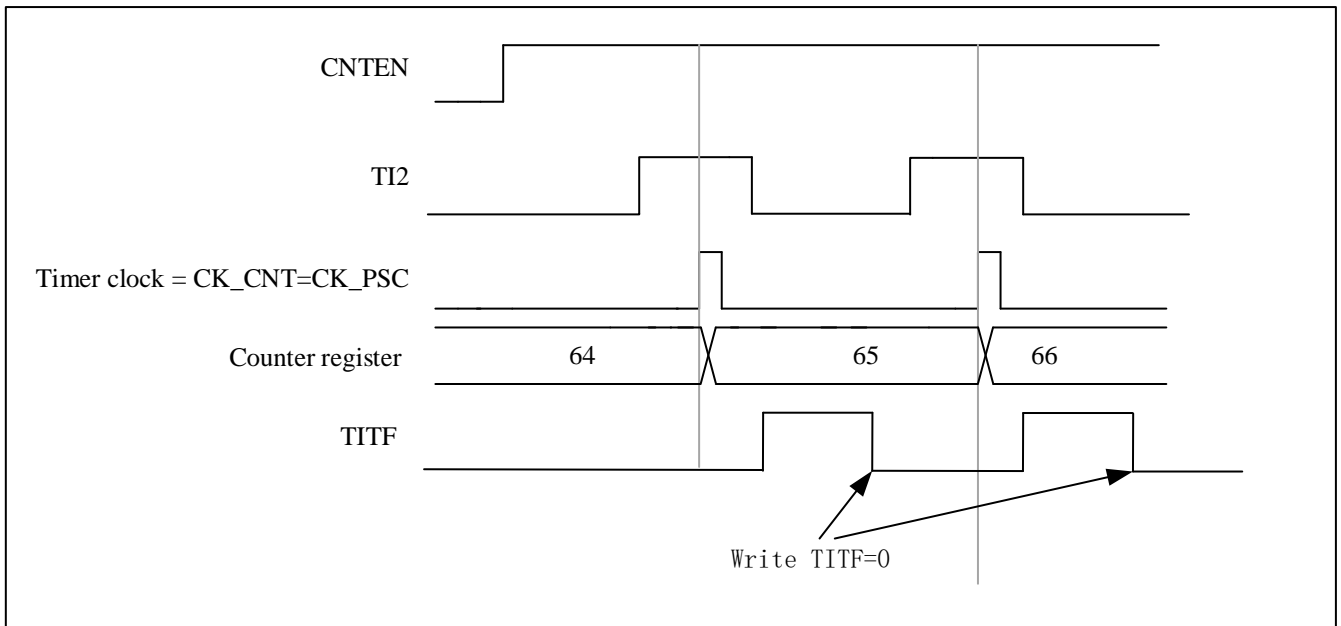 CNTEN
TI2
Timer clock = CK_CNT=CK_PSC
Counter register 64 65 66
TITF
Write TITF=0